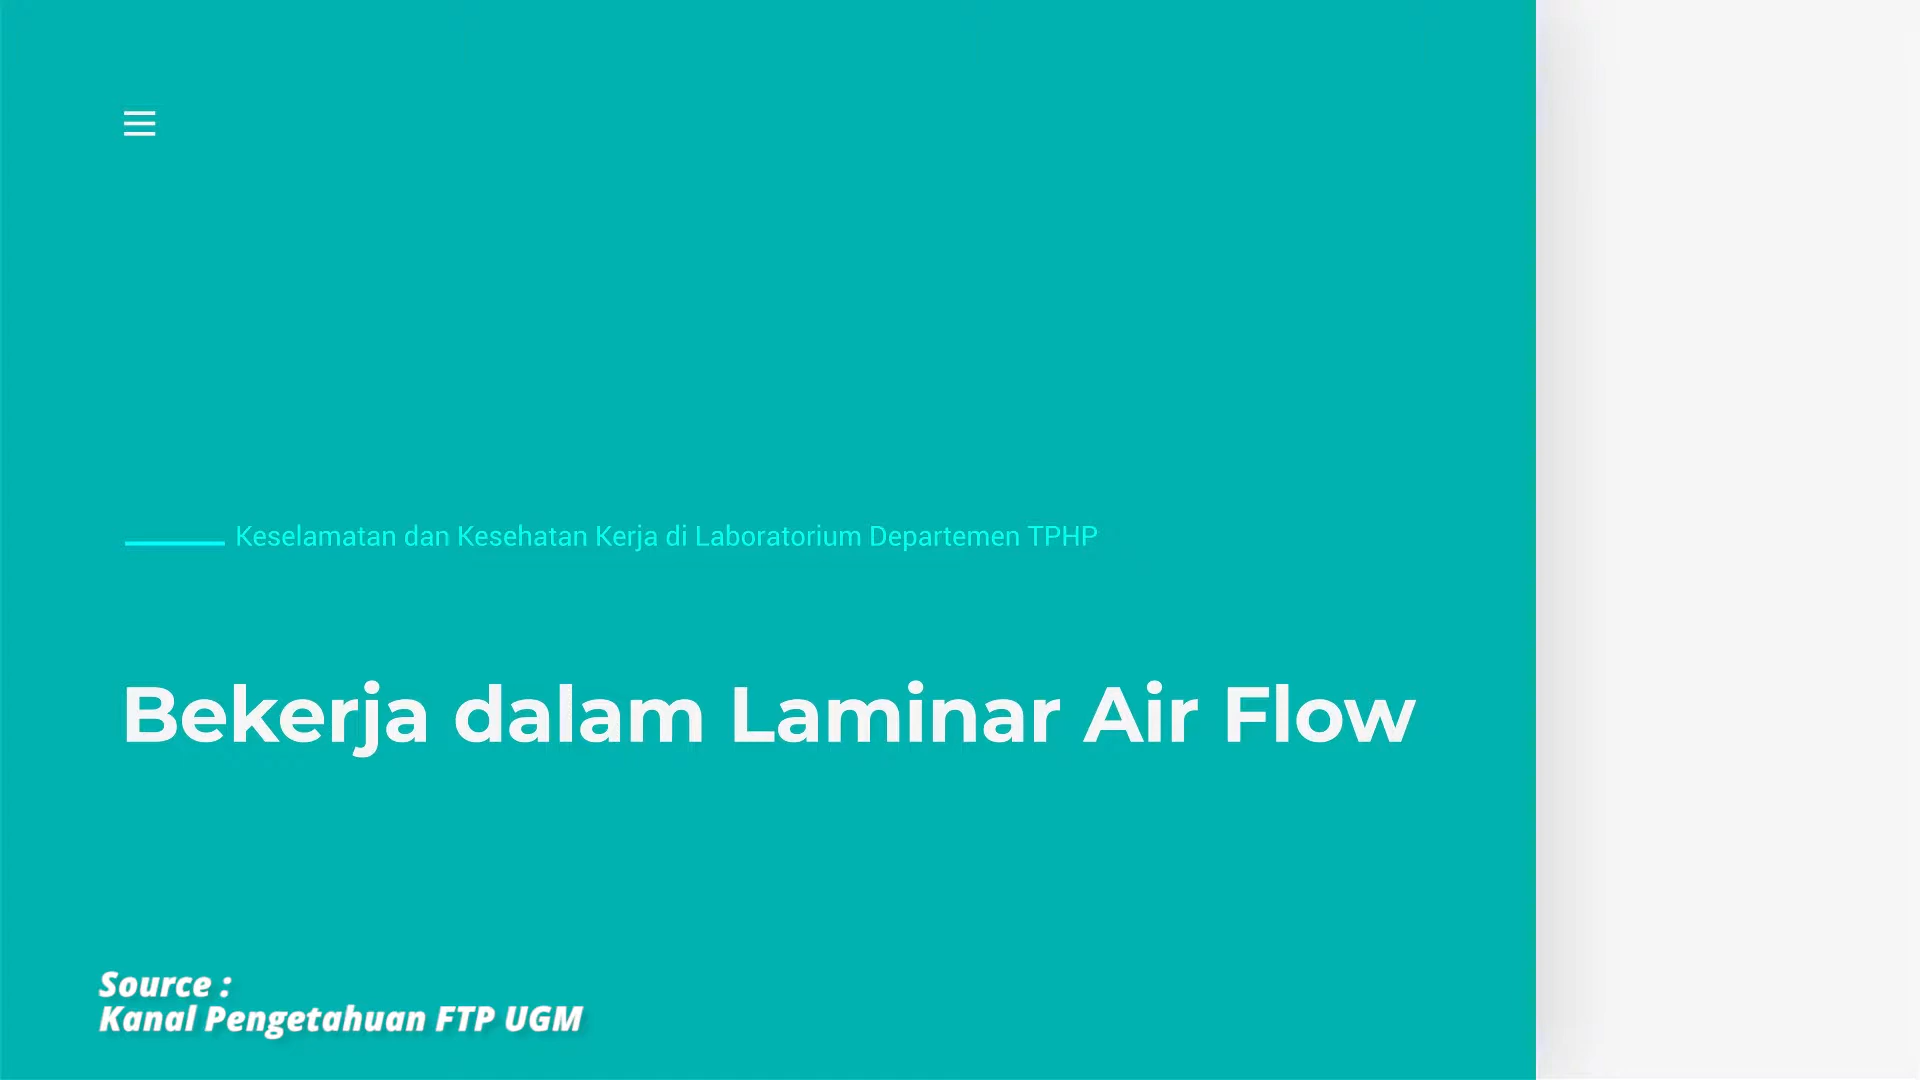 Keselamatan dan Kesehatan Kerja di Laboratorium Departemen TPHP
Bekerja dalam Laminar Air Flow
Source :
Kanal Pengetahuan FTP UGM